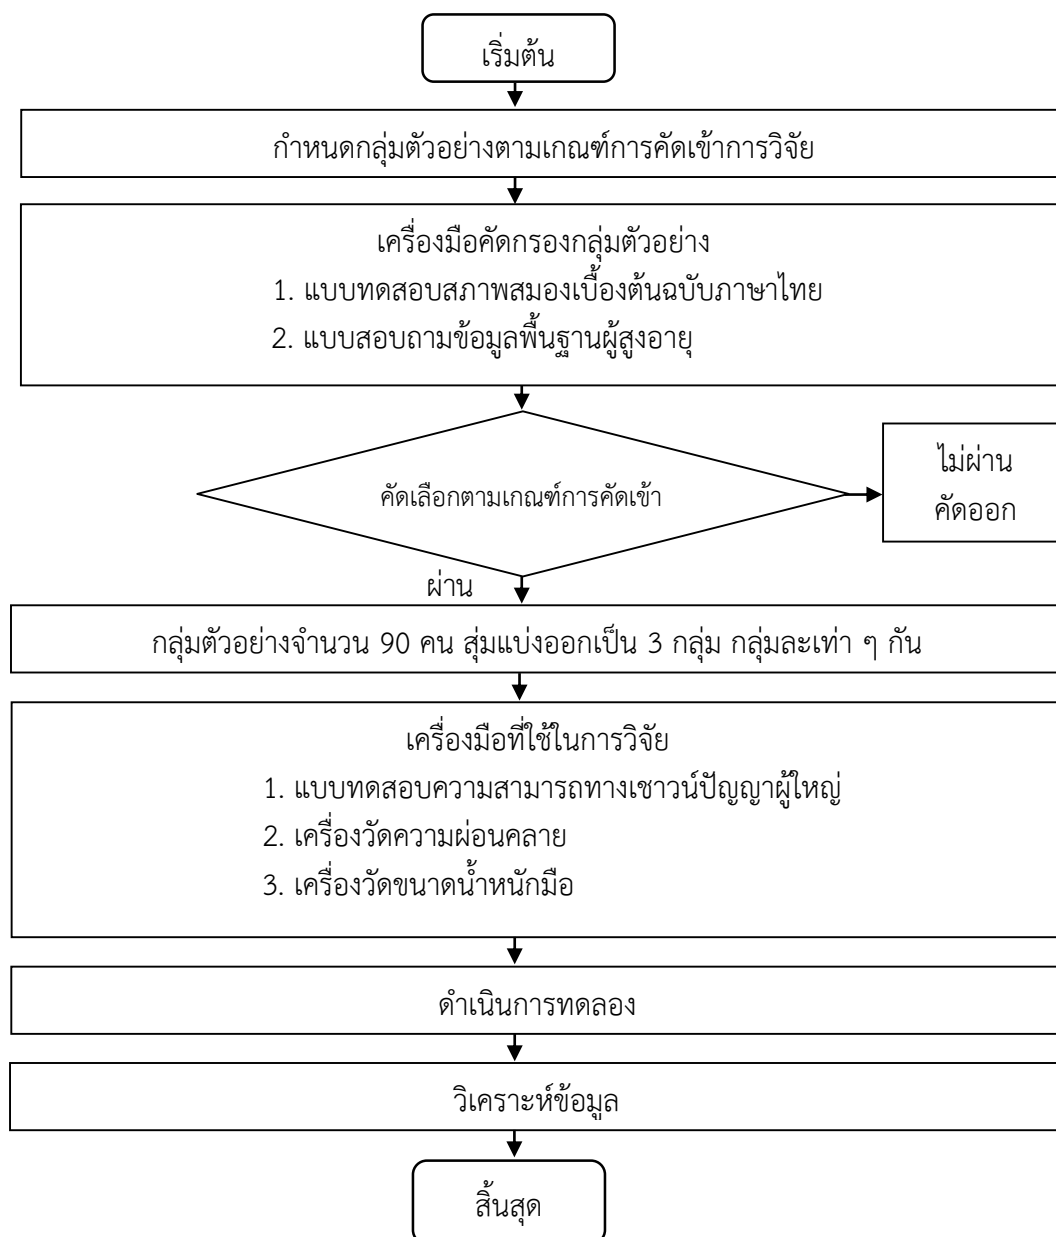 เริ่มต้น
กำหนดกลุ่มตัวอย่างตามเกณฑ์การคัดเข้าการวิจัย
เครื่องมือคัดกรองกลุ่มตัวอย่าง
1. แบบทดสอบสภาพสมองเบื้องต้นฉบับภาษาไทย
2. แบบสอบถามข้อมูลพื้นฐานผู้สูงอายุ
คัดเลือกตามเกณฑ์การคัดเข้า
ไม่ผ่าน
คัดออก
ผ่าน
กลุ่มตัวอย่างจำนวน 90 คน สุ่มแบ่งออกเป็น 3 กลุ่ม กลุ่มละเท่า ๆ กัน
เครื่องมือที่ใช้ในการวิจัย
1. แบบทดสอบความสามารถทางเชาวน์ปัญญาผู้ใหญ่
2. เครื่องวัดความผ่อนคลาย
3. เครื่องวัดขนาดน้ำหนักมือ
ดำเนินการทดลอง
วิเคราะห์ข้อมูล
สิ้นสุด